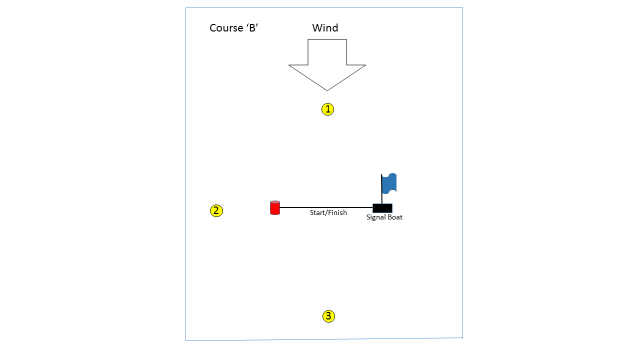 Course ‘B’
Wind
1
2
Start/Finish
Signal Boat
3